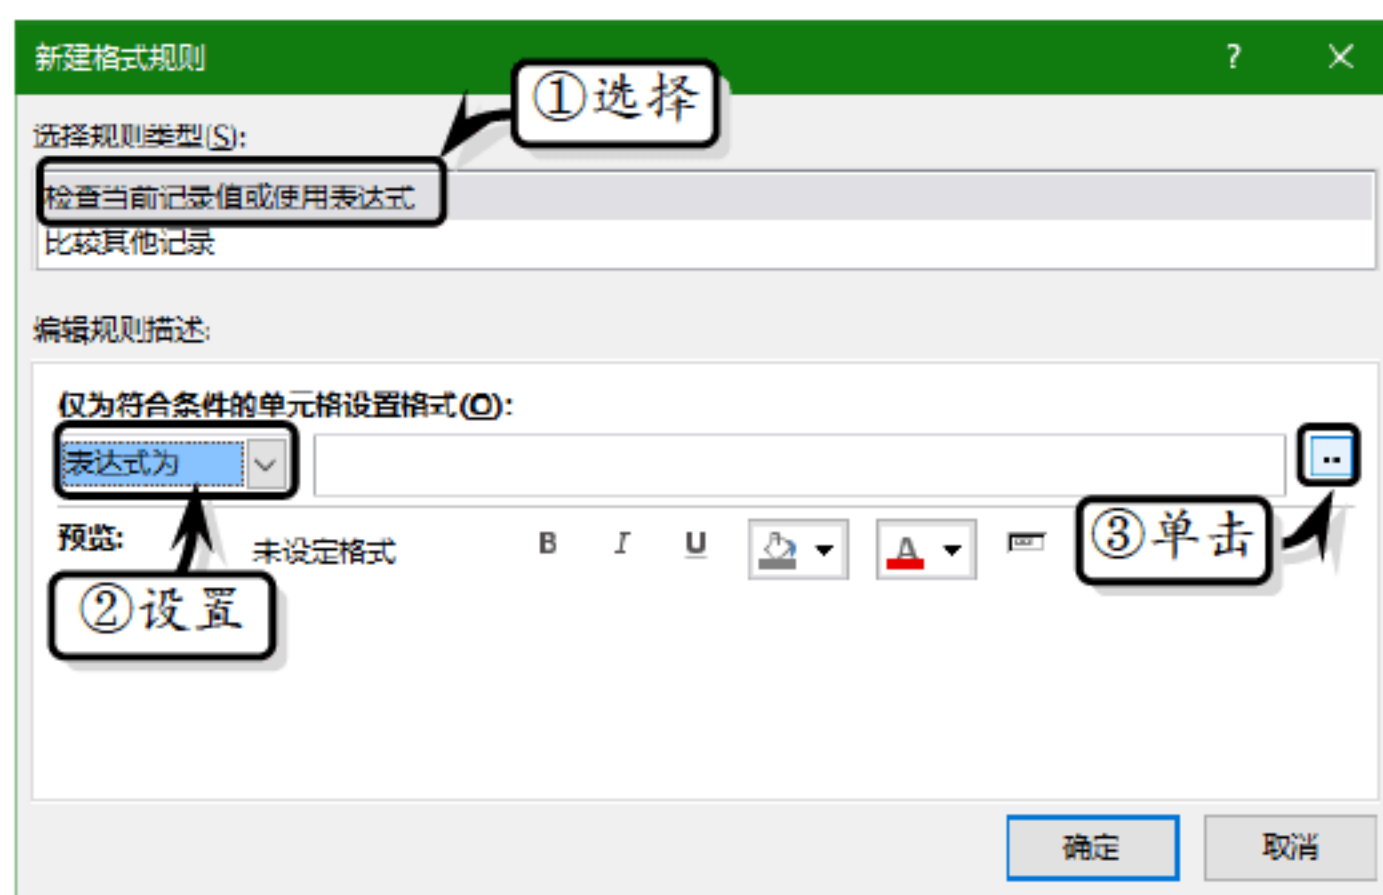 新建格式规则
?
①选择
选择规则类型(S):
检查当前记录值或使用表达式
比较其他记录
编辑规则描述:
仅为符合条件的单元格设置格式(O):
表达式为
..
预览:
未设定格式
B I U A
③单击
②设置
确定 取消